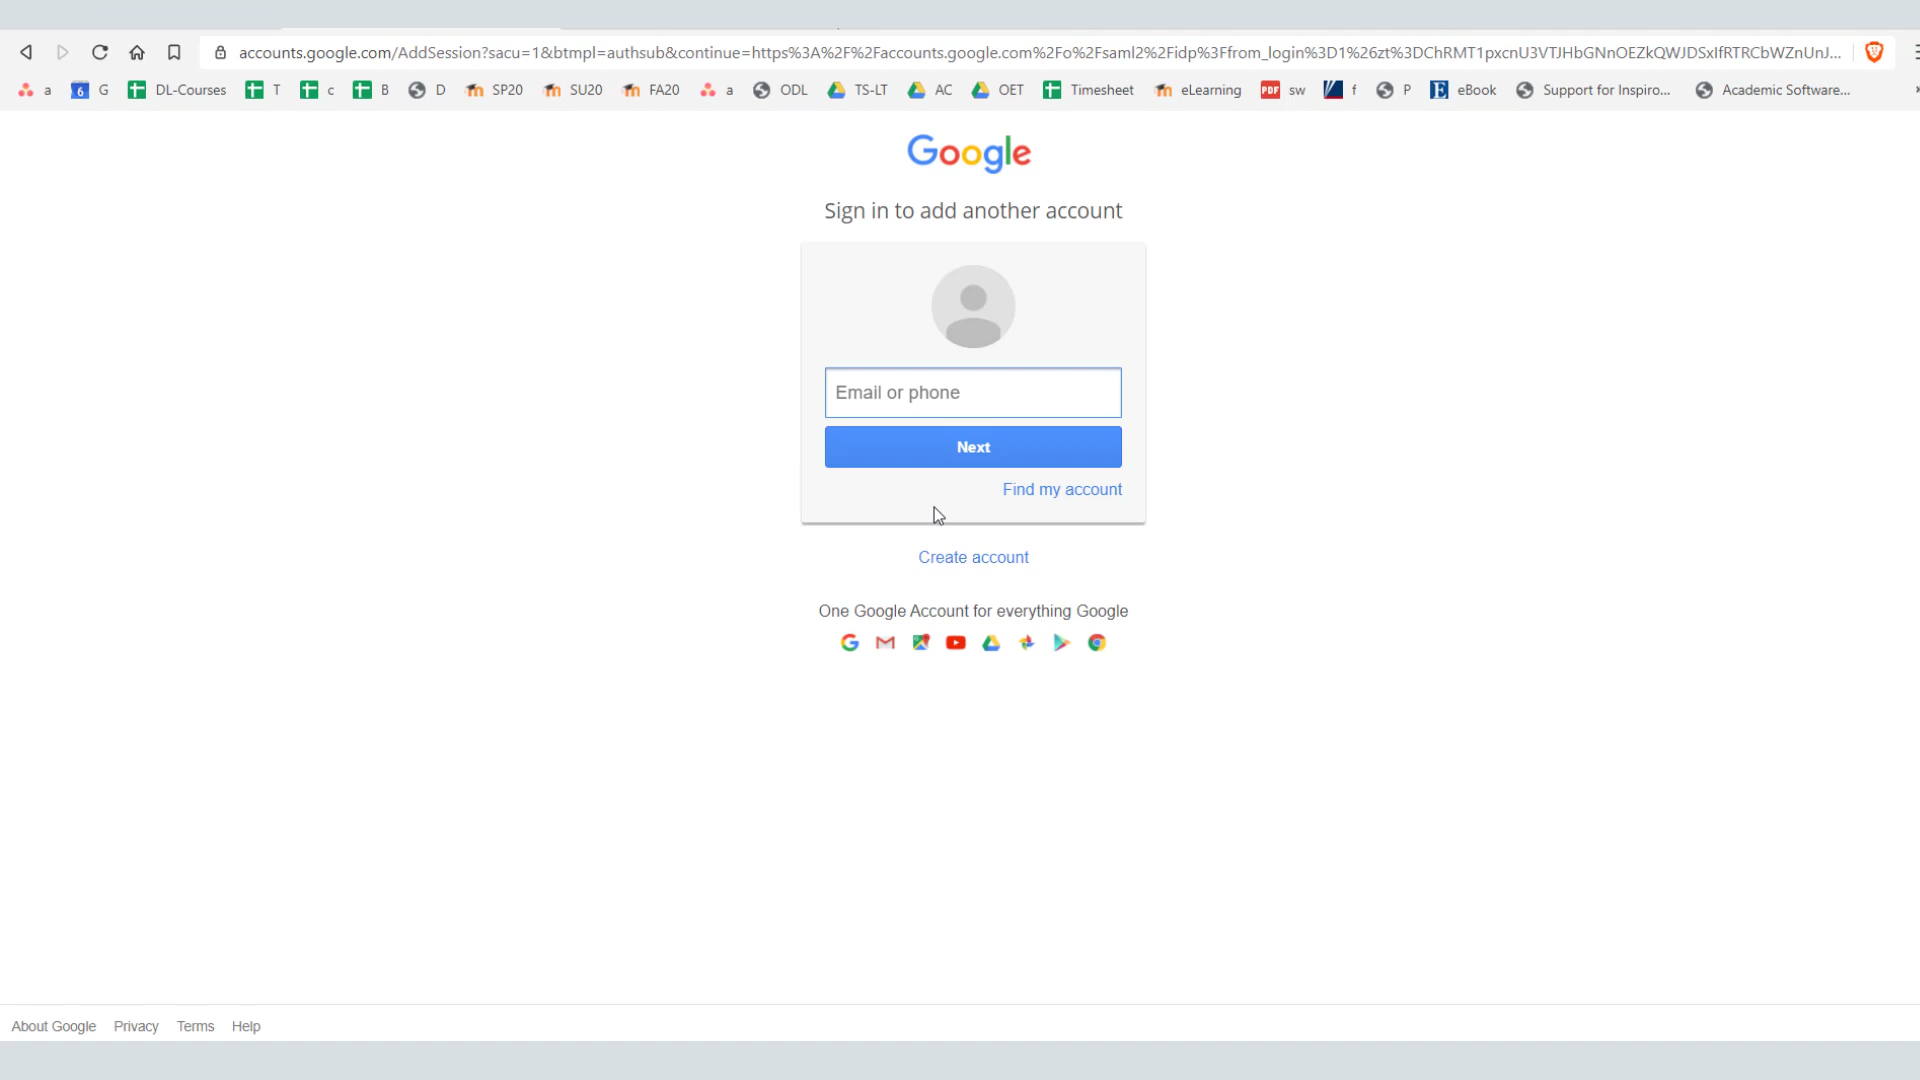 accounts.google.com/AddSession?sacu=1&btmpl=authsub&continue=https%3A%2F%2Faccounts.google.com%2Fo%2Fsaml2%2Fidp%3Ffrom_login%3D1%26zt%3DChRMT1pxcnU3VTJHbGNnOEZkQWJDSxIfRTRCbWZnUnJ...
a 6 G DL-Courses T c B D SP20 SU20 FA20 a ODL TS-LT AC OET Timesheet eLearning PDF sw f P E eBook Support for Inspiro... Academic Software...
Google
Sign in to add another account
Email or phone
Next
Find my account
Create account
One Google Account for everything Google
About Google Privacy Terms Help